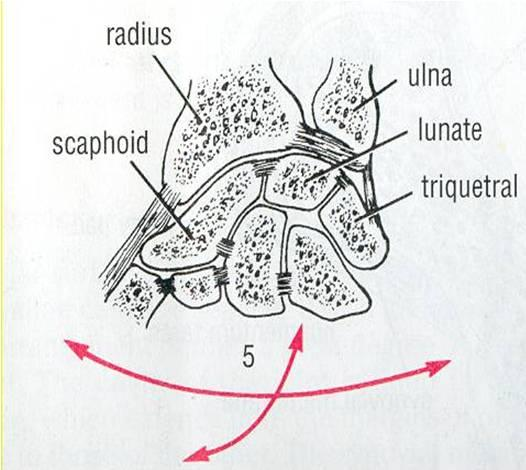 radius
ulna
lunate
scaphoid
triquetral
5